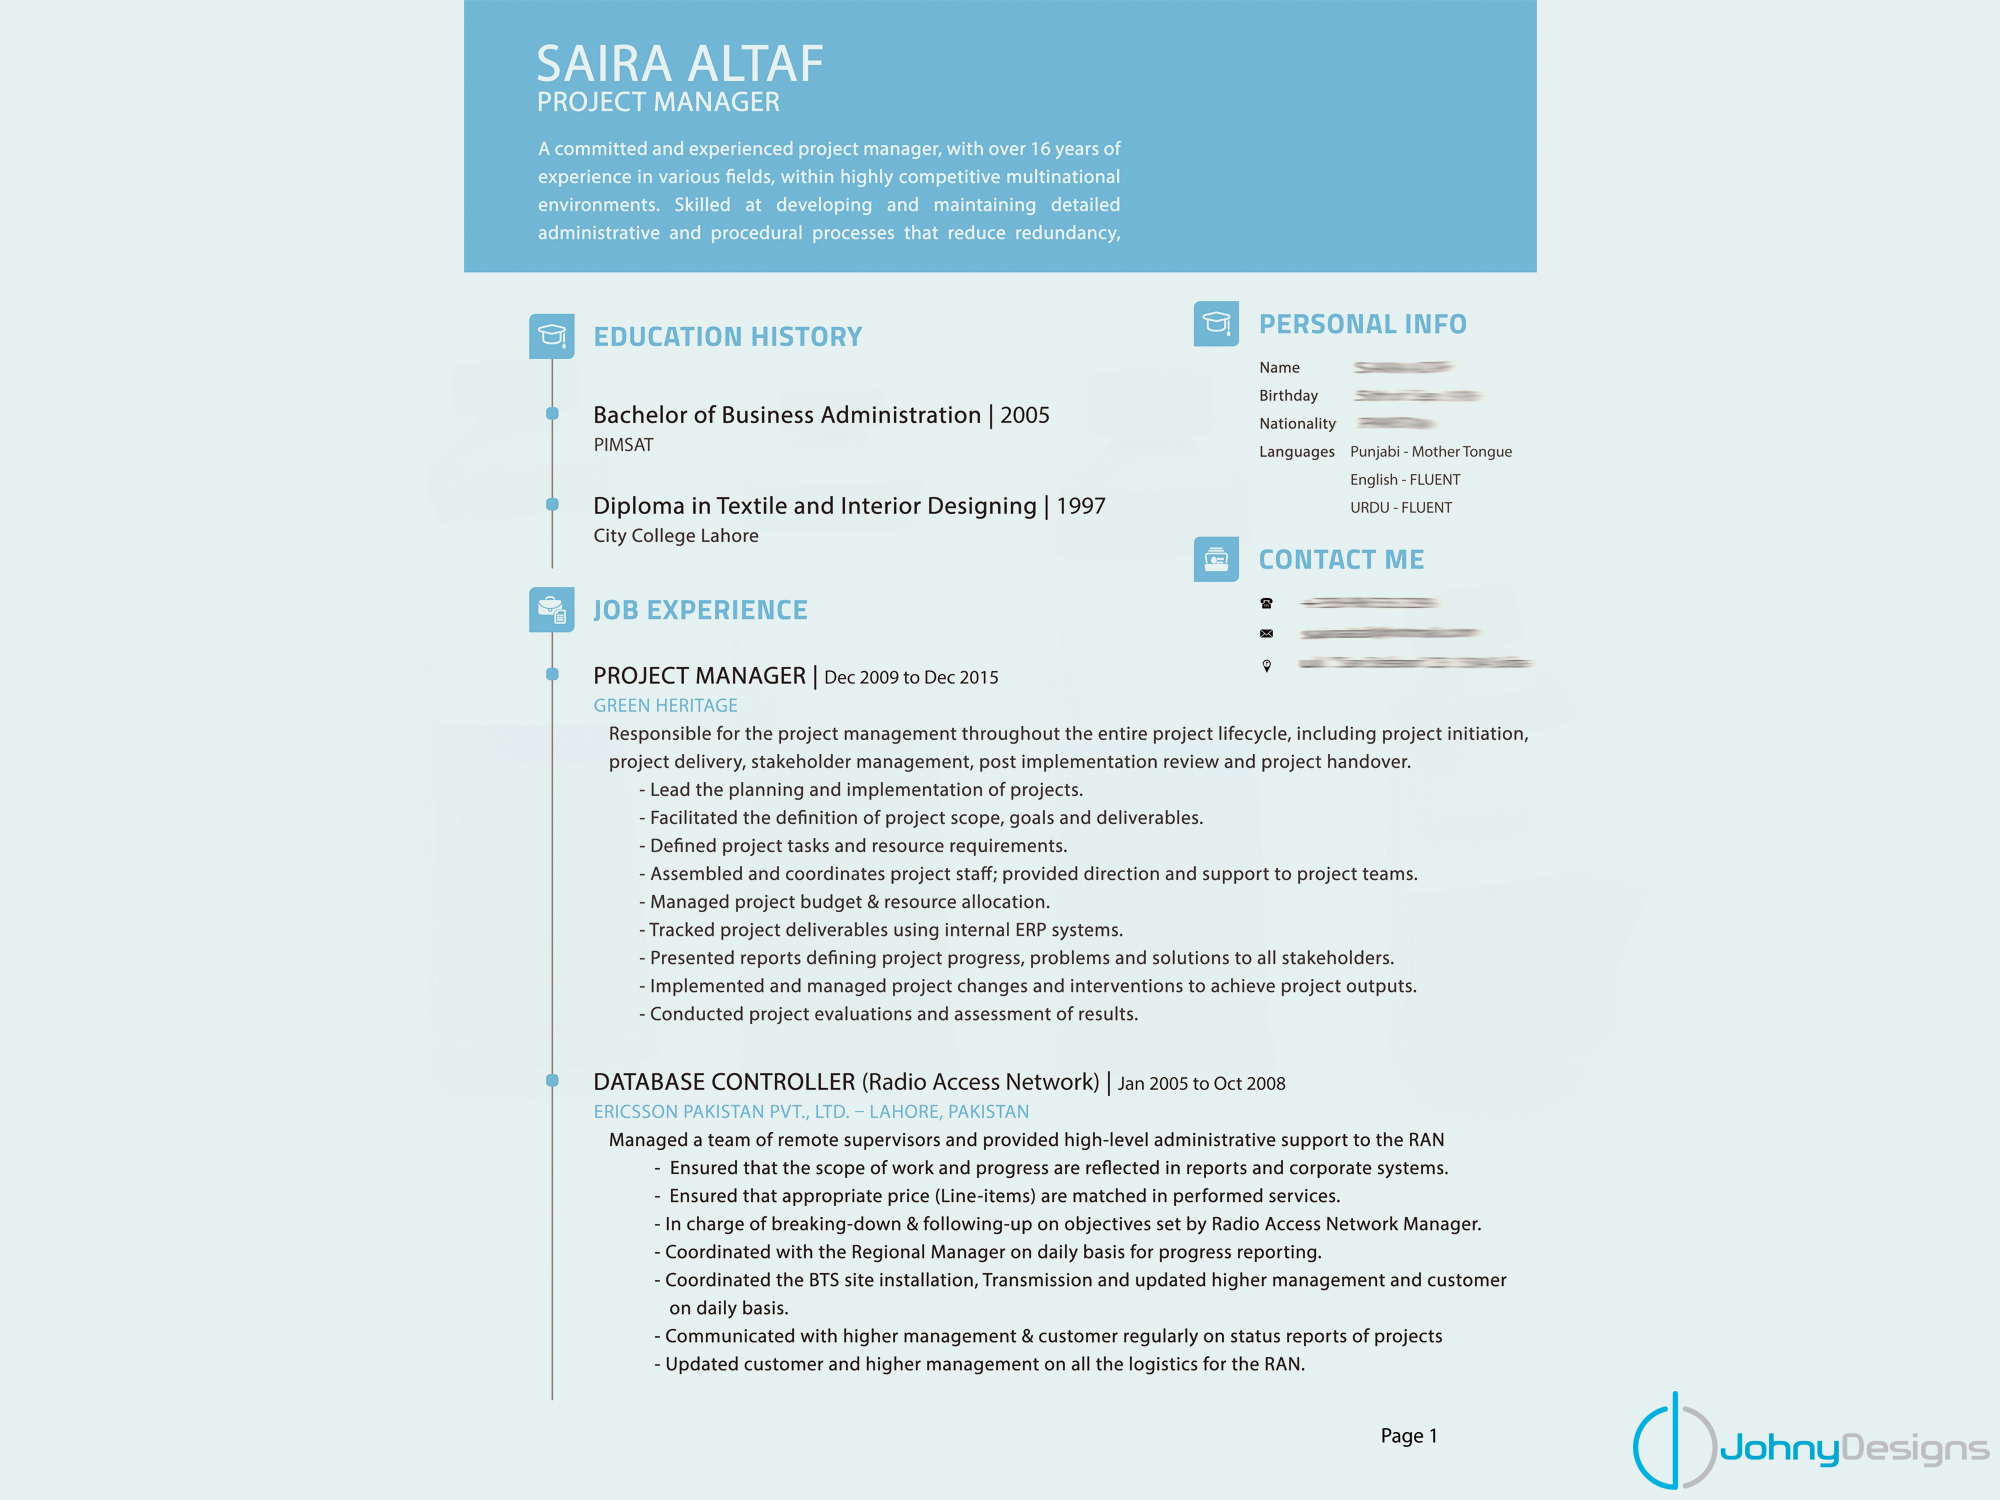 SAIRA ALTAF
PROJECT MANAGER
A committed and experienced project manager, with over 16 years of
experience in various fields, within highly competitive multinational
environments. Skilled at developing and maintaining detailed
administrative and procedural processes that reduce redundancy,
EDUCATION HISTORY
Bachelor of Business Administration | 2005
PIMSAT
Diploma in Textile and Interior Designing | 1997
City College Lahore
PERSONAL INFO
Name
Birthday
Nationality
Languages Punjabi - Mother Tongue
English - FLUENT
URDU - FLUENT
CONTACT ME
JOB EXPERIENCE
PROJECT MANAGER | Dec 2009 to Dec 2015
GREEN HERITAGE
Responsible for the project management throughout the entire project lifecycle, including project initiation,
project delivery, stakeholder management, post implementation review and project handover.
- Lead the planning and implementation of projects.
- Facilitated the definition of project scope, goals and deliverables.
- Defined project tasks and resource requirements.
- Assembled and coordinates project staff; provided direction and support to project teams.
- Managed project budget & resource allocation.
- Tracked project deliverables using internal ERP systems.
- Presented reports defining project progress, problems and solutions to all stakeholders.
- Implemented and managed project changes and interventions to achieve project outputs.
- Conducted project evaluations and assessment of results.
DATABASE CONTROLLER (Radio Access Network) | Jan 2005 to Oct 2008
ERICSSON PAKISTAN PVT., LTD. – LAHORE, PAKISTAN
Managed a team of remote supervisors and provided high-level administrative support to the RAN
- Ensured that the scope of work and progress are reflected in reports and corporate systems.
- Ensured that appropriate price (Line-items) are matched in performed services.
- In charge of breaking-down & following-up on objectives set by Radio Access Network Manager.
- Coordinated with the Regional Manager on daily basis for progress reporting.
- Coordinated the BTS site installation, Transmission and updated higher management and customer
on daily basis.
- Communicated with higher management & customer regularly on status reports of projects
- Updated customer and higher management on all the logistics for the RAN.
Page 1
JohnyDesigns